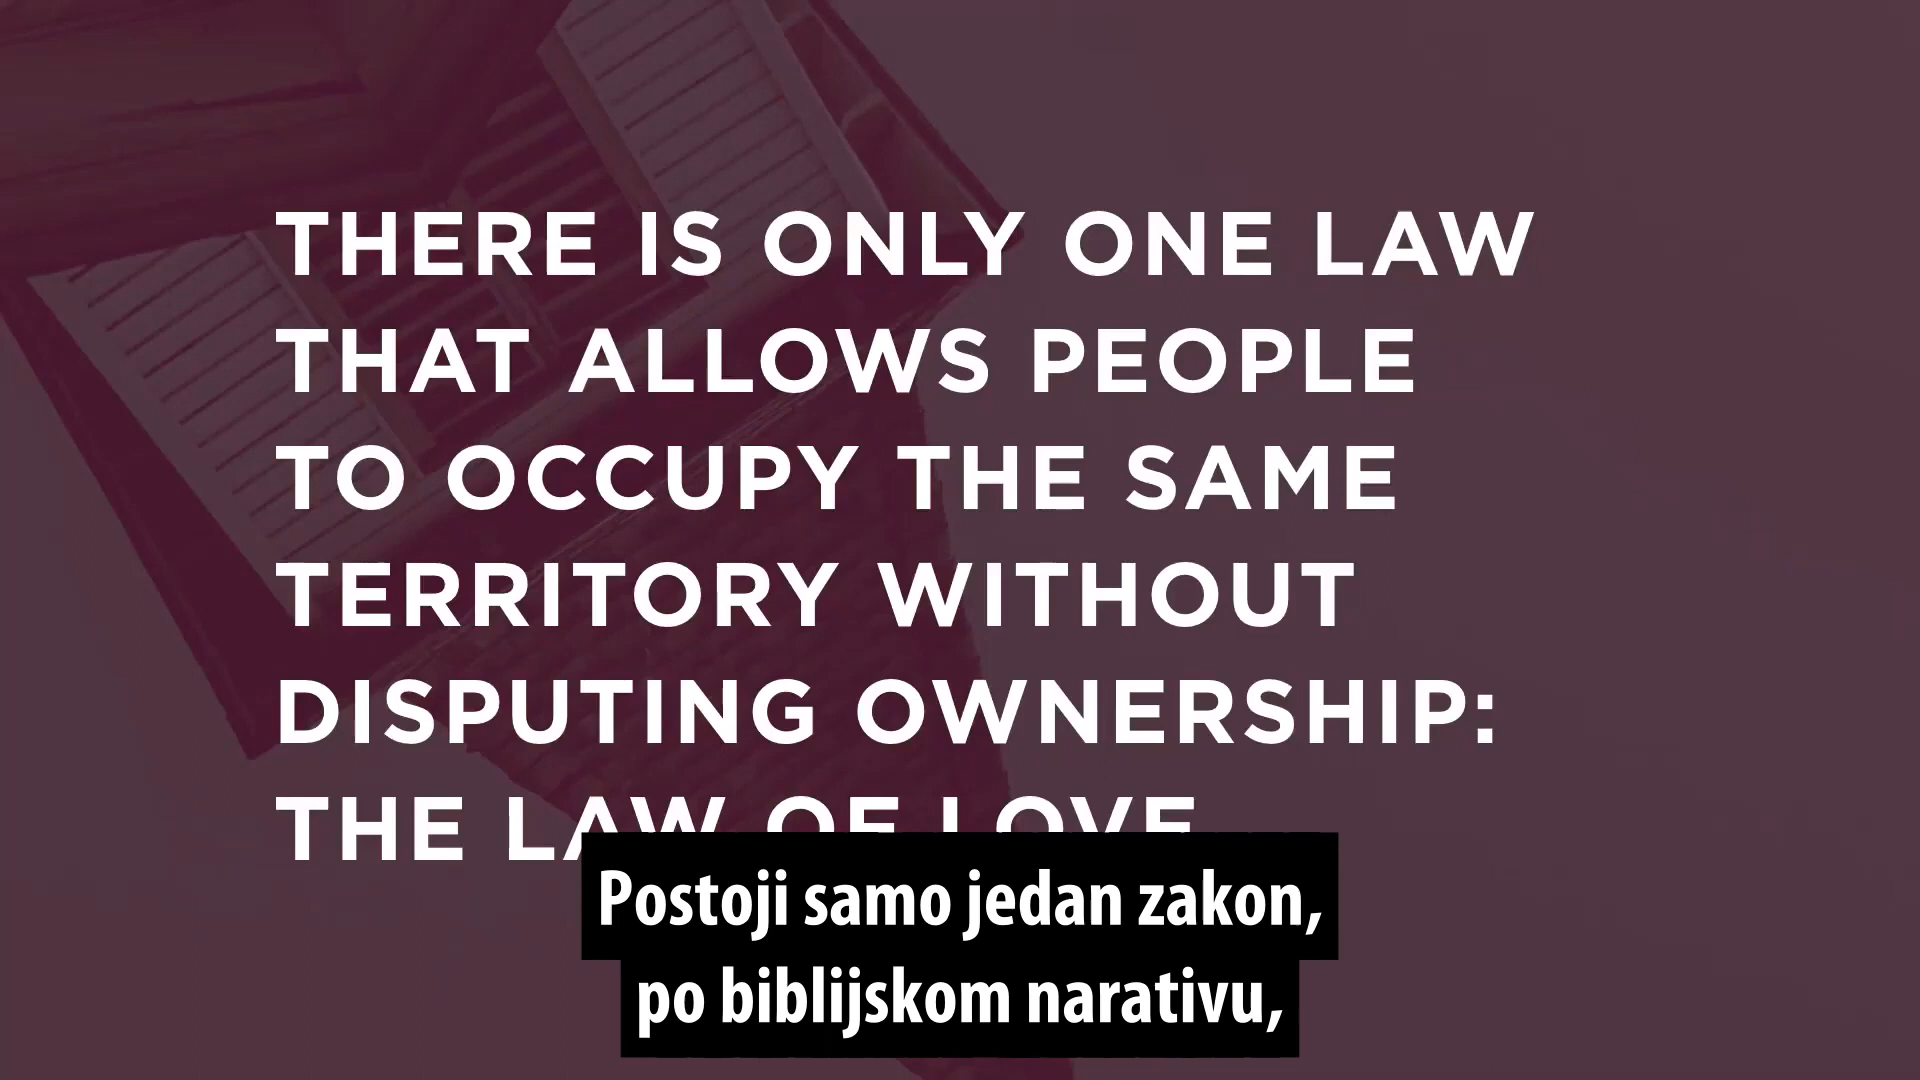 THERE IS ONLY ONE LAW
THAT ALLOWS PEOPLE
TO OCCUPY THE SAME
TERRITORY WITHOUT
DISPUTING OWNERSHIP:
THE LAW OF LOVE
Postoji samo jedan zakon,
po biblijskom narativu,